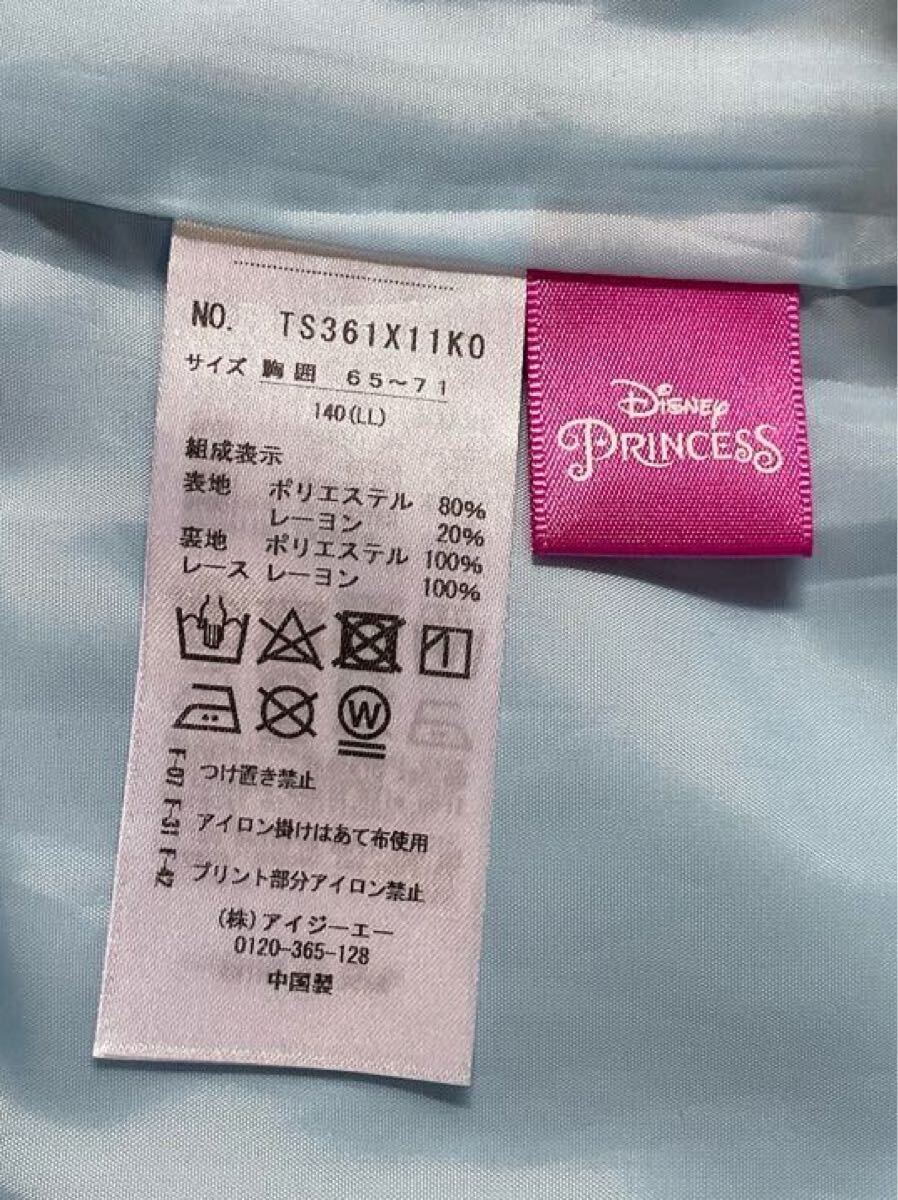 NO. TS361X11KO
サイズ 胸囲 65～71
140(LL)
組成表示
表地 ポリエステル 80%
レーヨン 20%
裏地 ポリエステル 100%
レース レーヨン 100%
W
F-07 F-31 F-42
つけ置き禁止
アイロン掛けはあて布使用
プリント部分アイロン禁止
(株)アイジーエー
0120-365-128
中国製
Disney
PRINCESS